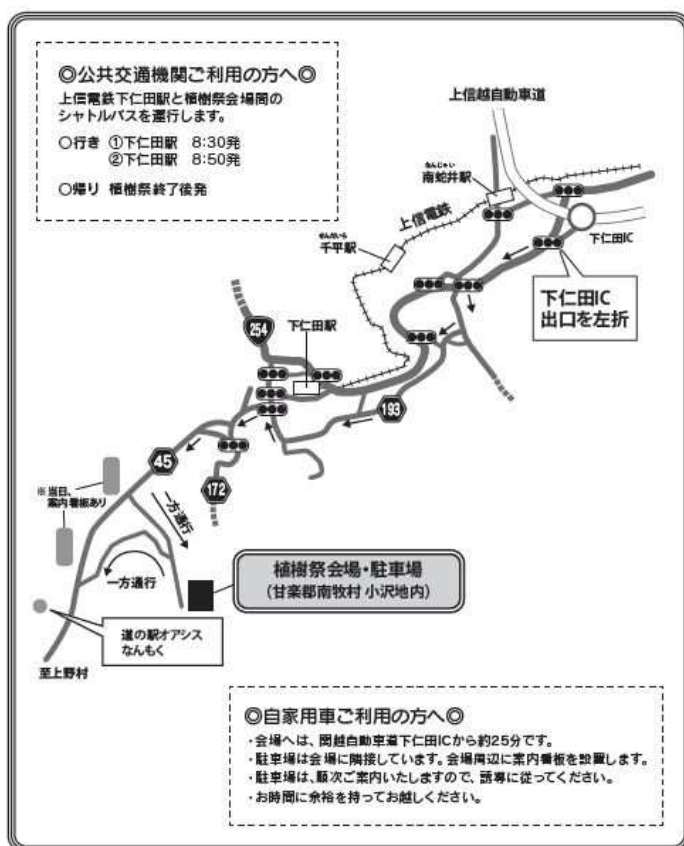 ◎公共交通機関ご利用の方へ◎
上信電鉄下仁田駅と植樹祭会場間の
シャトルバスを運行します。
○行き ①下仁田駅 8:30発
②下仁田駅 8:50発
○帰り 植樹祭終了後発
上信越自動車道
なんじゃい
南蛇井駅
上信電鉄
せんだいら
千平駅
下仁田IC
下仁田IC
出口を左折
254
下仁田駅
193
45
172
※当日、
案内看板あり
一方通行
一方通行
植樹祭会場・駐車場
(甘楽郡南牧村 小沢地内)
道の駅オアシス
なんもく
至上野村
◎自家用車ご利用の方へ◎
・会場へは、関越自動車道下仁田ICから約25分です。
・駐車場は会場に隣接しています。会場周辺に案内看板を設置します。
・駐車場は、順次ご案内いたしますので、誘導に従ってください。
・お時間に余裕を持ってお越しください。